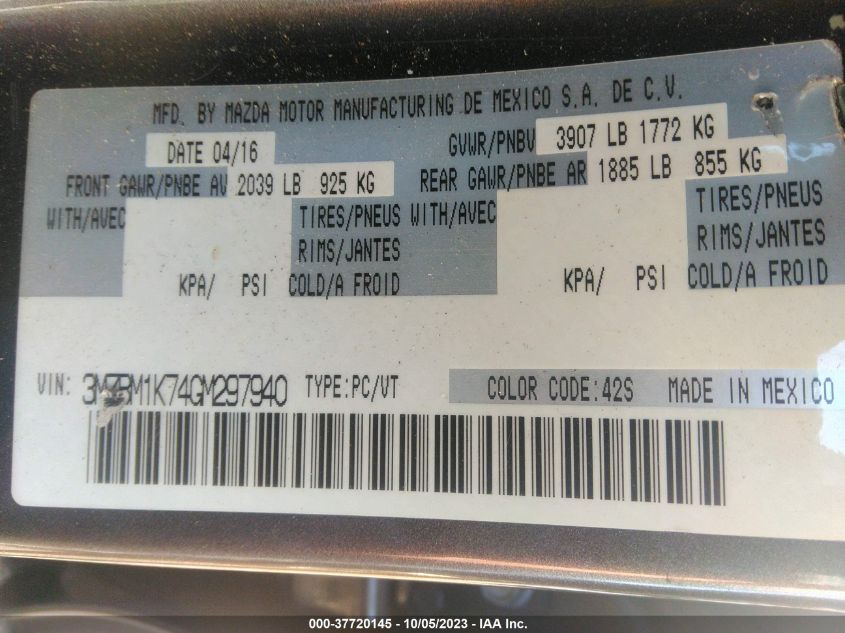 MFD. BY MAZDA MOTOR MANUFACTURING DE MEXICO S.A. DE C.V.
DATE 04/16 GVWR/PNBV 3907 LB 1772 KG
FRONT GAWR/PNBE AV 2039 LB 925 KG REAR GAWR/PNBE AR 1885 LB 855 KG
WITH/AVEC TIRES/PNEUS WITH/AVEC TIRES/PNEUS
RIMS/JANTES RIMS/JANTES
KPA/ PSI COLD/A FROID KPA/ PSI COLD/A FROID
VIN: 3MZBM1K74GM297940 TYPE:PC/VT COLOR CODE:42S MADE IN MEXICO
000-37720145 - 10/05/2023 - IAA Inc.